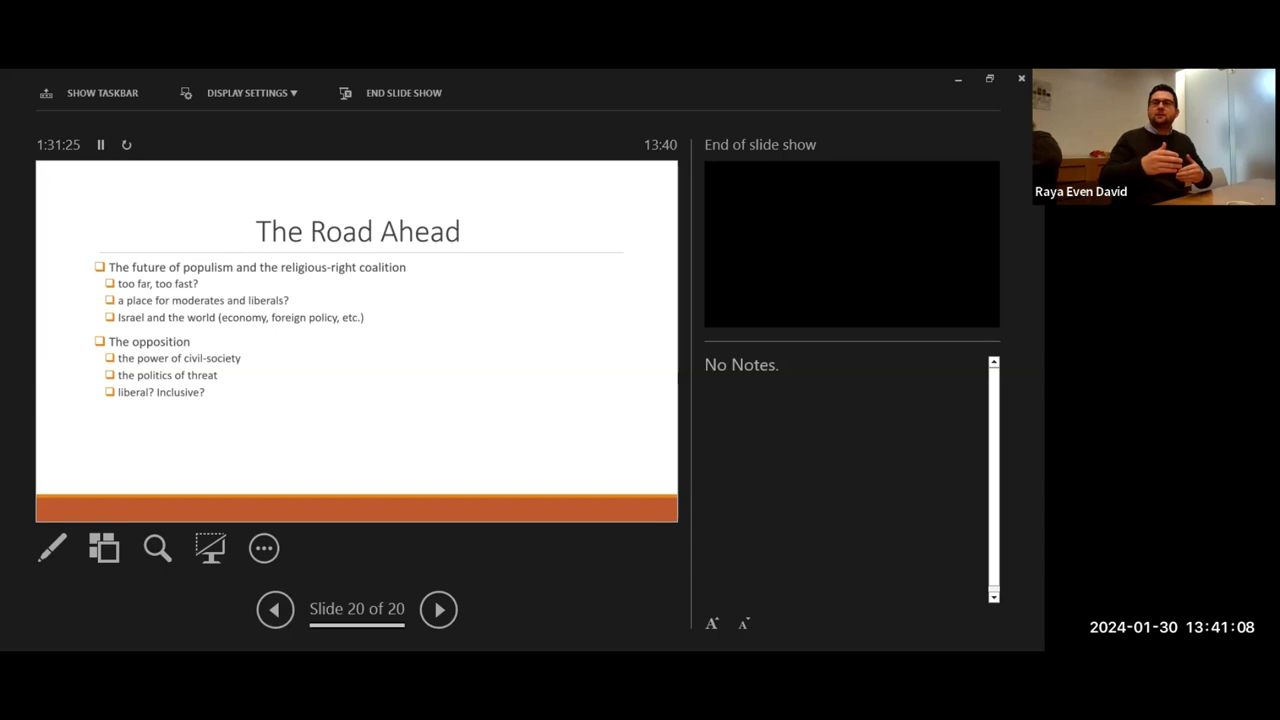 SHOW TASKBAR
DISPLAY SETTINGS ▼
END SLIDE SHOW
1:31:25
13:40
End of slide show
Raya Even David
The Road Ahead
The future of populism and the religious-right coalition
too far, too fast?
a place for moderates and liberals?
Israel and the world (economy, foreign policy, etc.)
The opposition
the power of civil-society
the politics of threat
liberal? Inclusive?
No Notes.
Slide 20 of 20
A A
2024-01-30 13:41:08